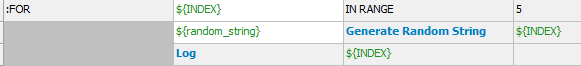 :FOR ${INDEX} IN RANGE 5
${random_string} Generate Random String ${INDEX}
Log ${INDEX}